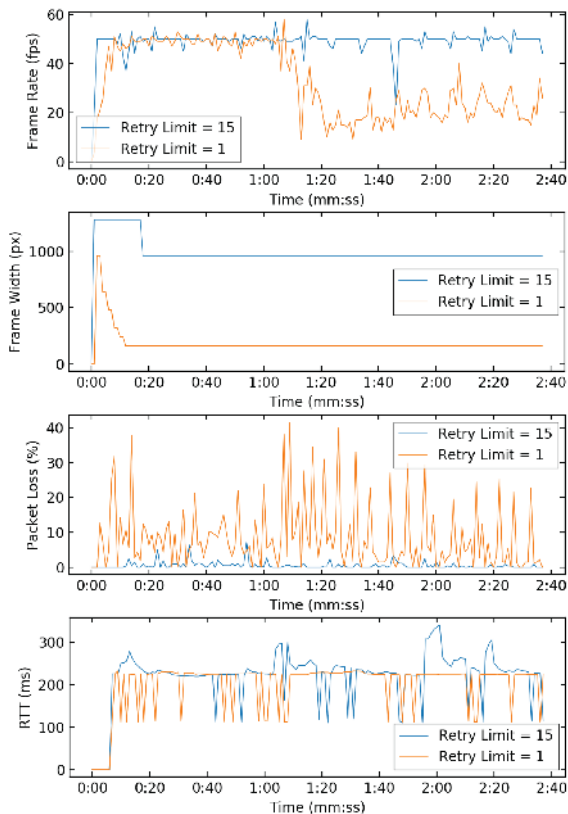 60
40
20
0
Frame Rate (fps)
Retry Limit = 15
Retry Limit = 1
0:00 0:20 0:40 1:00 1:20 1:40 2:00 2:20 2:40
Time (mm:ss)
1000
500
0
Frame Width (px)
Retry Limit = 15
Retry Limit = 1
0:00 0:20 0:40 1:00 1:20 1:40 2:00 2:20 2:40
Time (mm:ss)
40
30
20
10
0
Packet Loss (%)
Retry Limit = 15
Retry Limit = 1
0:00 0:20 0:40 1:00 1:20 1:40 2:00 2:20 2:40
Time (mm:ss)
300
200
100
0
RTT (ms)
Retry Limit = 15
Retry Limit = 1
0:00 0:20 0:40 1:00 1:20 1:40 2:00 2:20 2:40
Time (mm:ss)